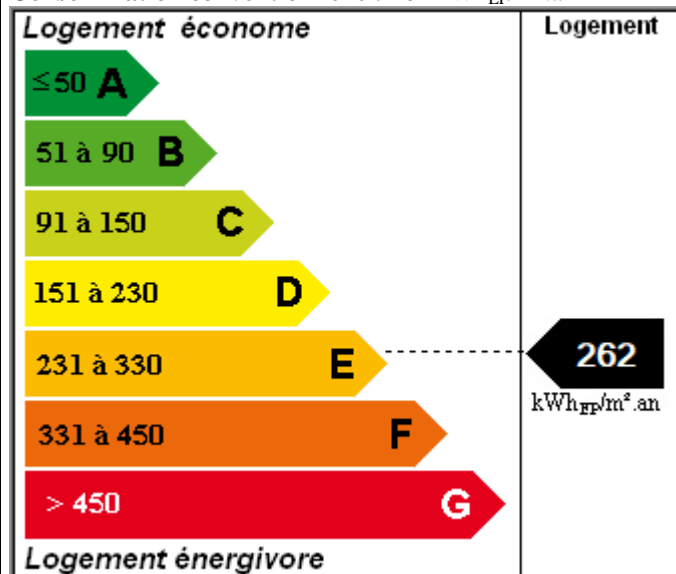 Logement économe
Logement
≤50 A
51 à 90 B
91 à 150 C
151 à 230 D
231 à 330 E
262
kWhEP/m².an
331 à 450 F
> 450 G
Logement énergivore